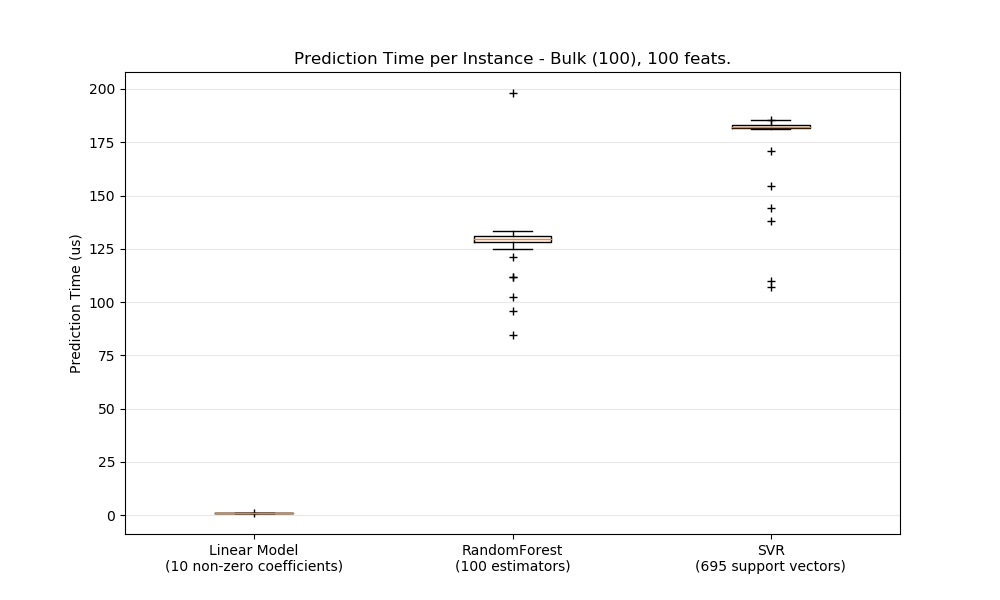 Prediction Time per Instance - Bulk (100), 100 feats.
Prediction Time (us)
200
175
150
125
100
75
50
25
0
Linear Model
(10 non-zero coefficients)
RandomForest
(100 estimators)
SVR
(695 support vectors)